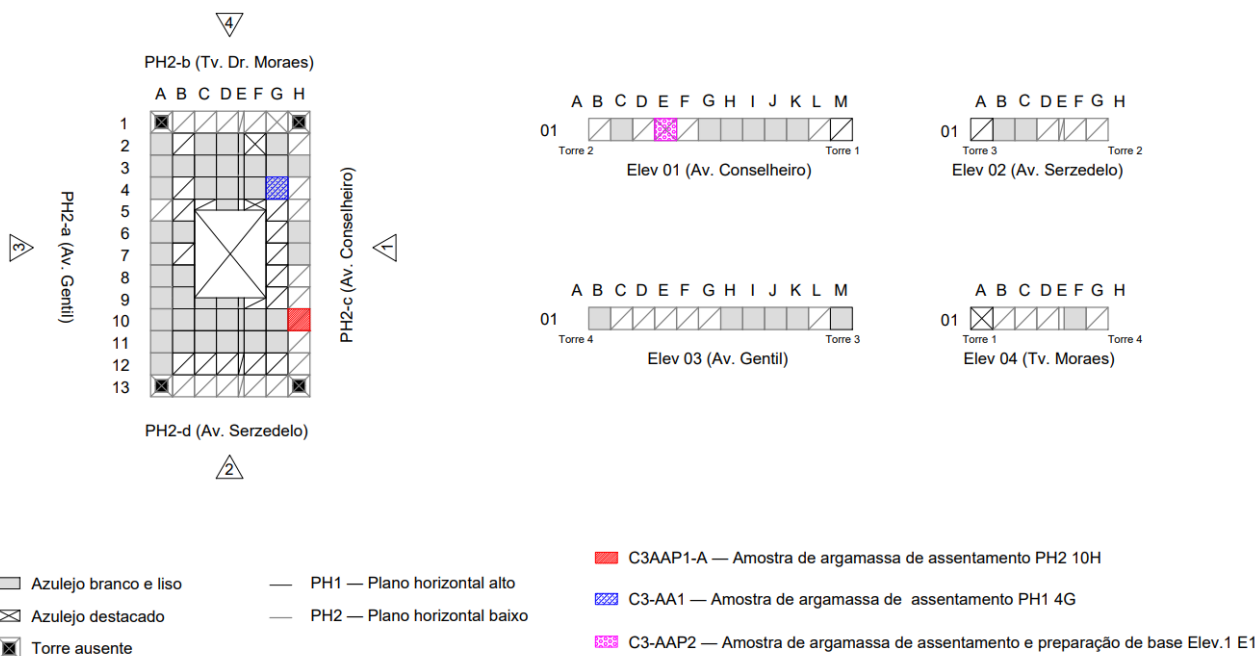 4
PH2-b (Tv. Dr. Moraes)
A B C D E F G H
1
2
3
4
5
6
7
8
9
10
11
12
13
PH2-a (Av. Gentil)
3
PH2-c (Av. Conselheiro)
1
PH2-d (Av. Serzedelo)
2
A B C D E F G H I J K L M
01
Torre 2 Torre 1
Elev 01 (Av. Conselheiro)
A B C D E F G H
01
Torre 3 Torre 2
Elev 02 (Av. Serzedelo)
A B C D E F G H I J K L M
01
Torre 4 Torre 3
Elev 03 (Av. Gentil)
A B C D E F G H
01
Torre 1 Torre 4
Elev 04 (Tv. Moraes)
Azulejo branco e liso
Azulejo destacado
Torre ausente
PH1 — Plano horizontal alto
PH2 — Plano horizontal baixo
C3AAP1-A — Amostra de argamassa de assentamento PH2 10H
C3-AA1 — Amostra de argamassa de assentamento PH1 4G
C3-AAP2 — Amostra de argamassa de assentamento e preparação de base Elev.1 E1